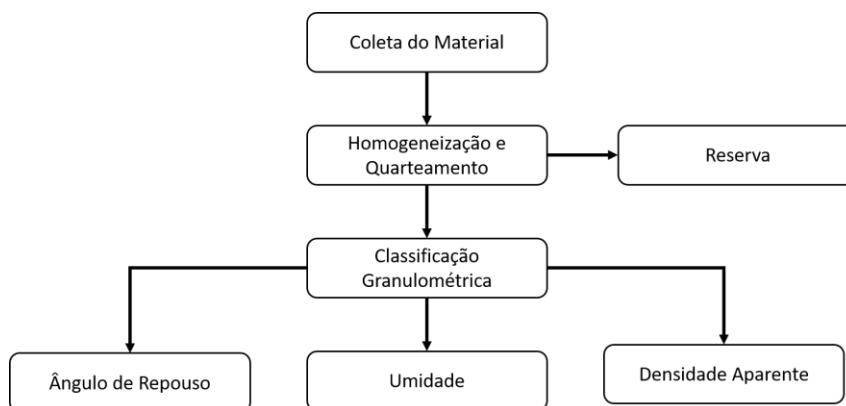 Coleta do Material
Homogeneização e
Quarteamento
Reserva
Classificação
Granulométrica
Ângulo de Repouso
Umidade
Densidade Aparente